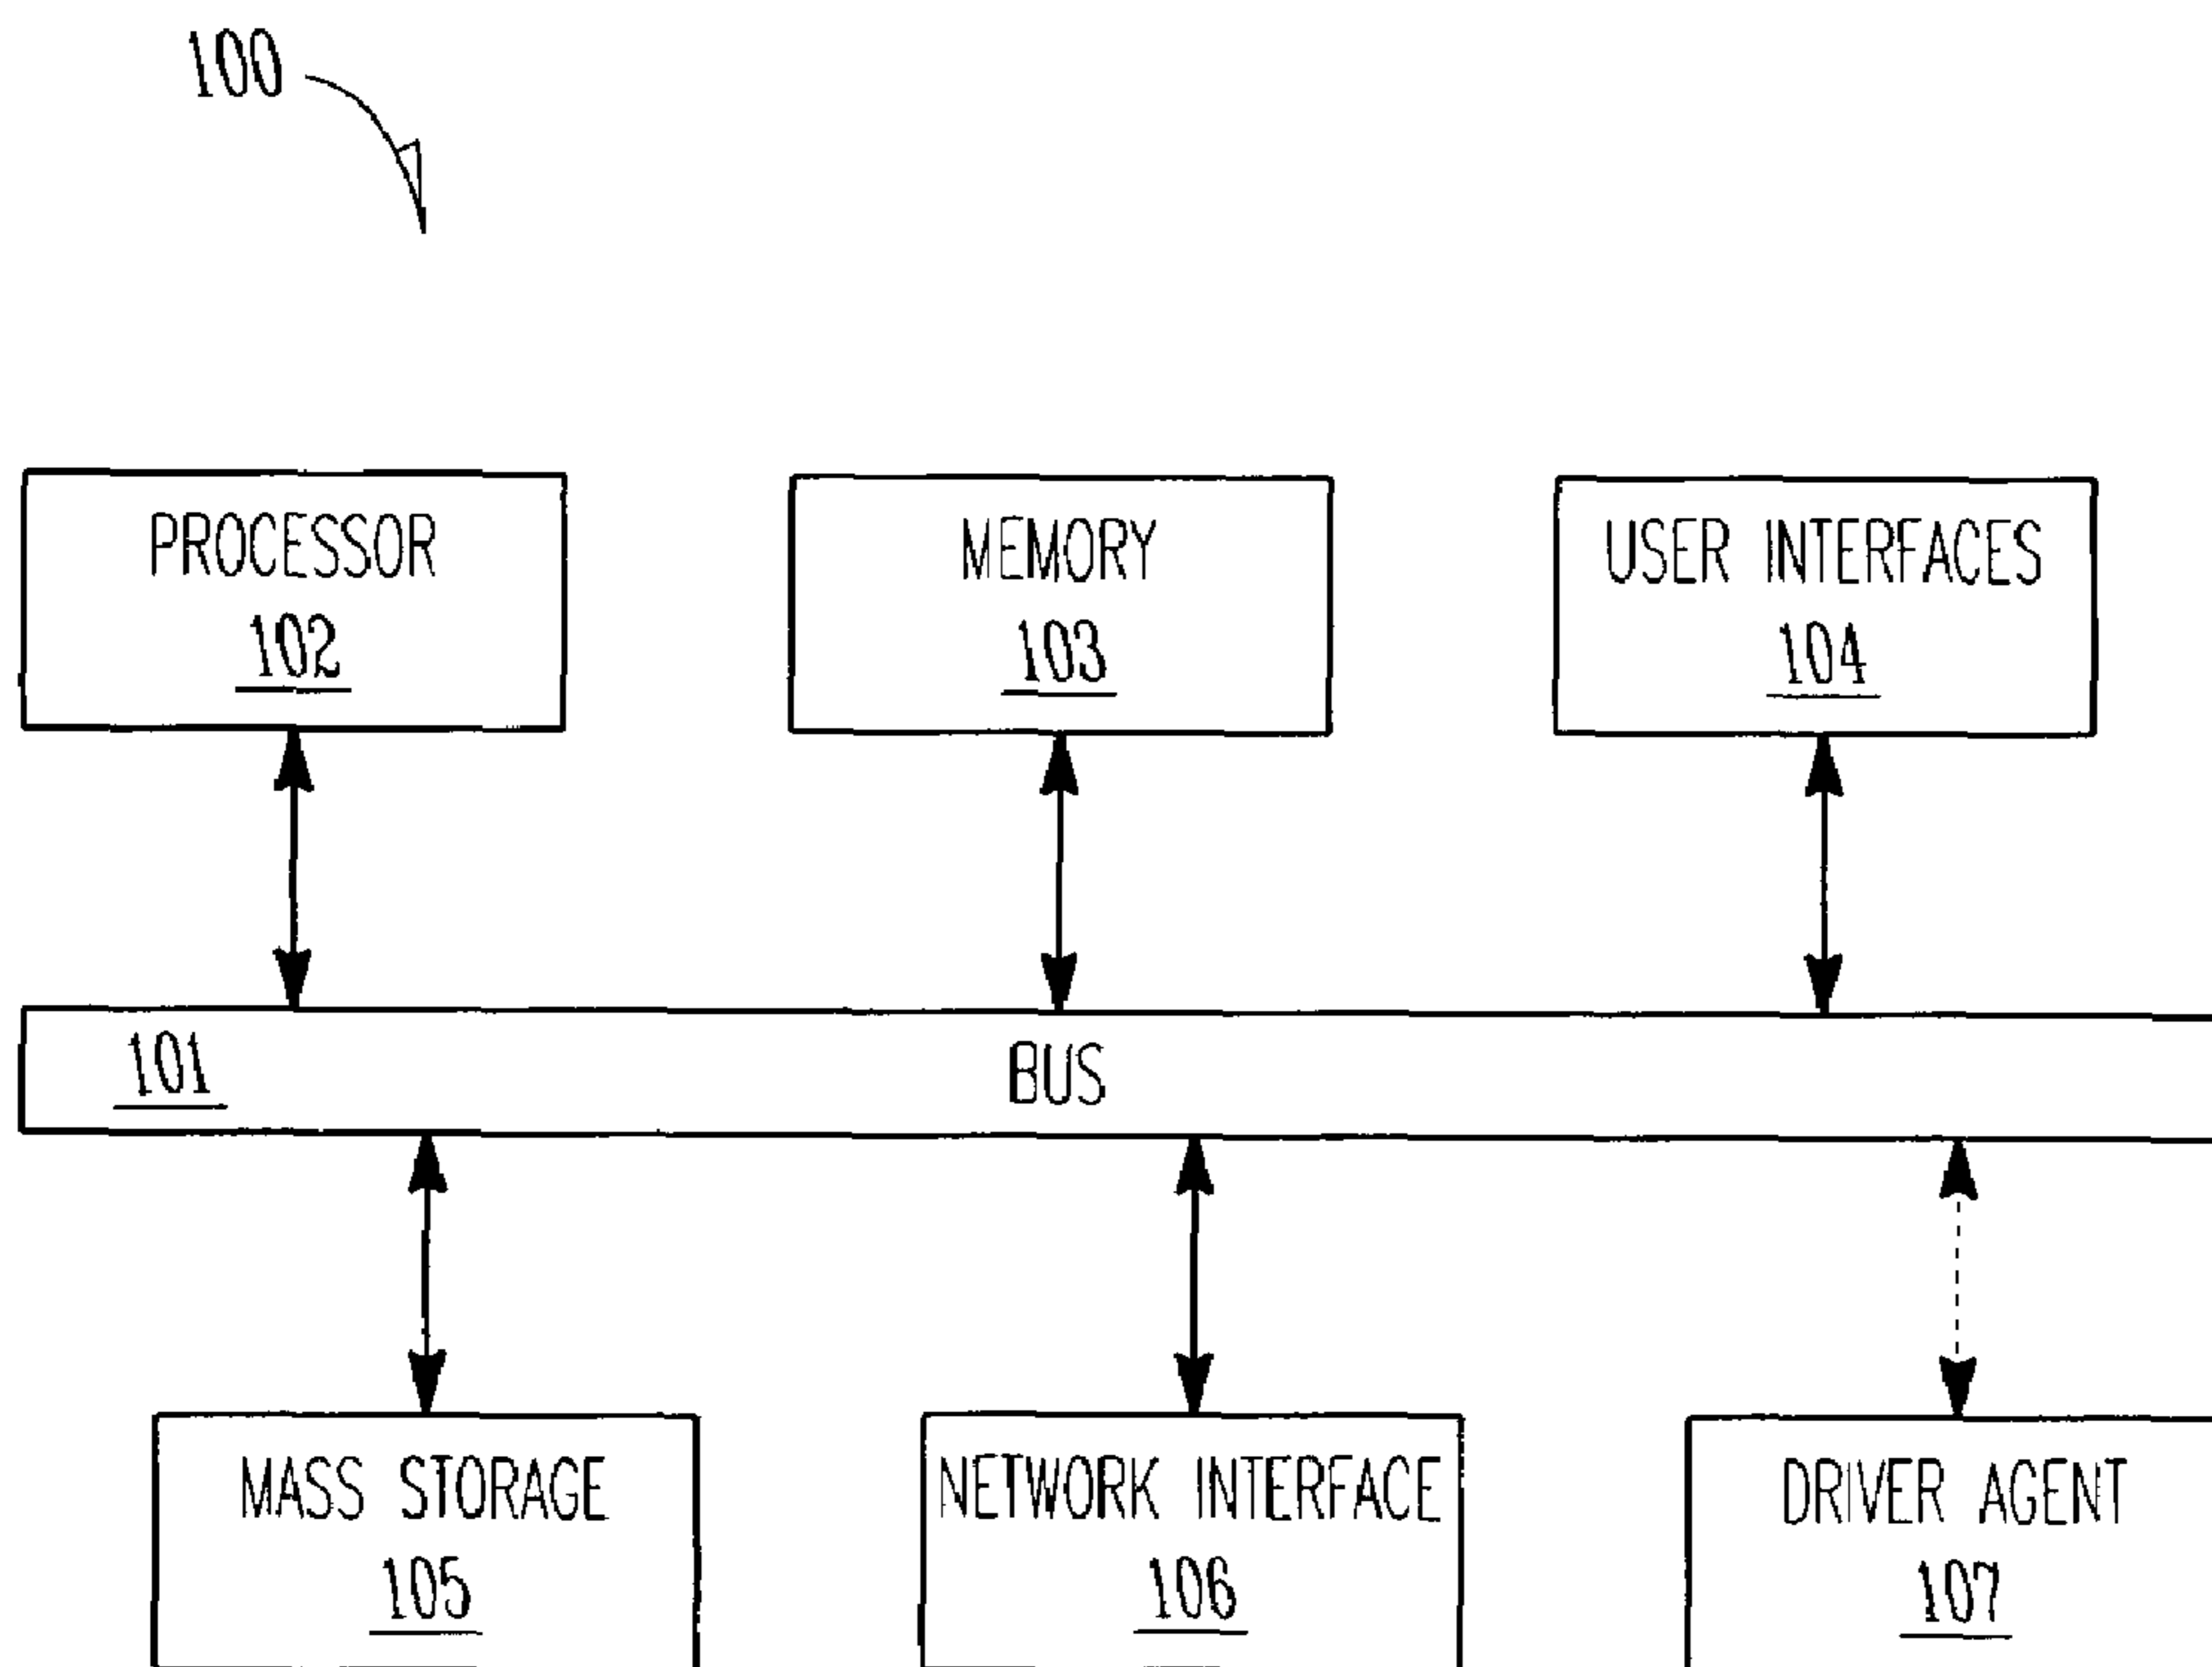 100
PROCESSOR
102
MEMORY
103
USER INTERFACES
104
101
BUS
MASS STORAGE
105
NETWORK INTERFACE
106
DRIVER AGENT
107